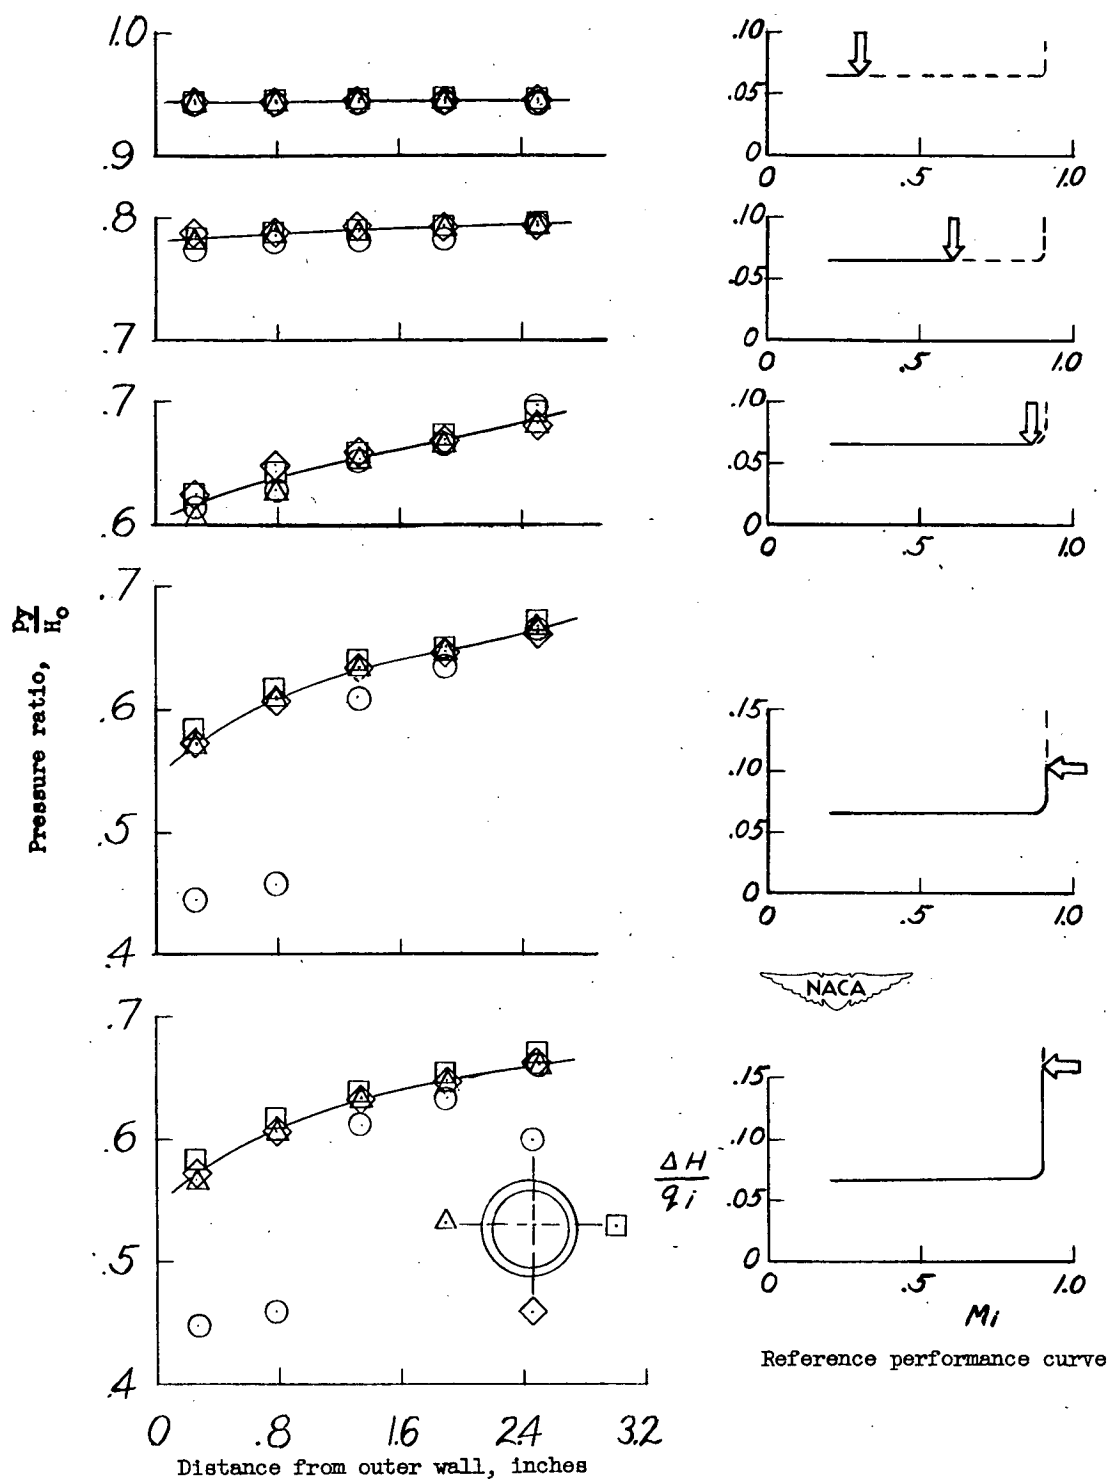 1.0
.9
.8
.7
.7
.6
.7
.6
.5
.4
.7
.6
.5
.4
0 .8 1.6 2.4 3.2
Distance from outer wall, inches
Pressure ratio, Py/H₀
.10
.05
0
0 .5 1.0
.10
.05
0
0 .5 1.0
.10
.05
0
0 .5 1.0
.15
.10
.05
0
0 .5 1.0
NACA
.15
.10
.05
0
0 .5 1.0
ΔH/qi
Mi
Reference performance curve